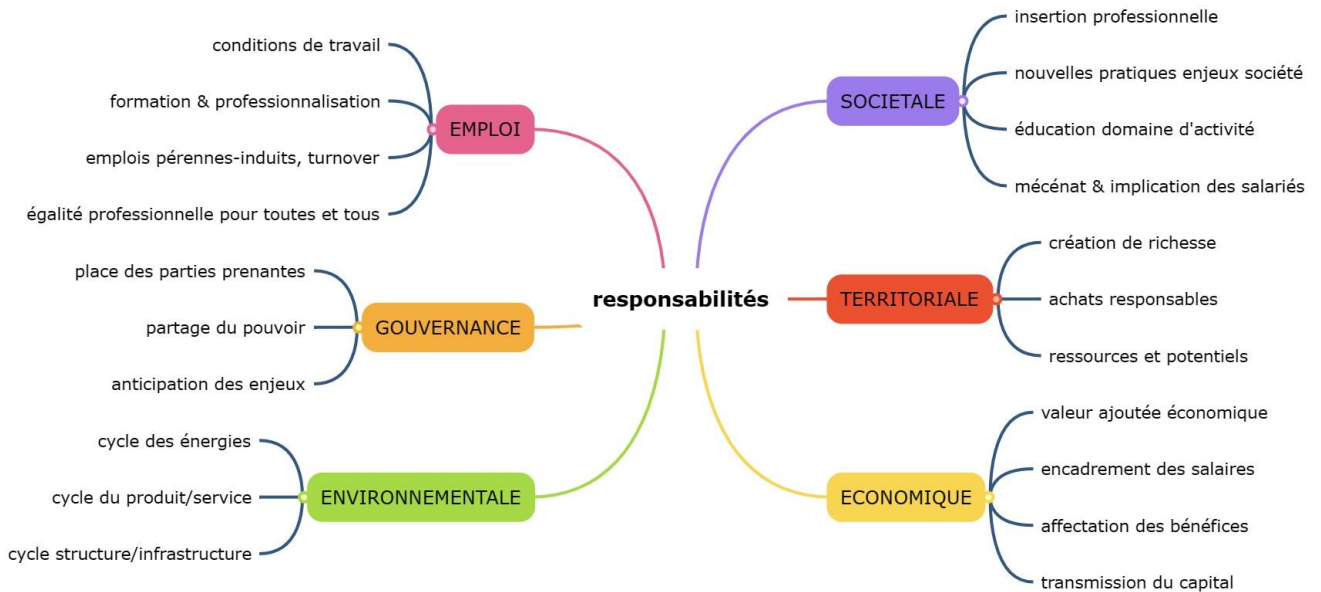 responsabilités
EMPLOI
conditions de travail
formation & professionnalisation
emplois pérennes-induits, turnover
égalité professionnelle pour toutes et tous
GOUVERNANCE
place des parties prenantes
partage du pouvoir
anticipation des enjeux
ENVIRONNEMENTALE
cycle des énergies
cycle du produit/service
cycle structure/infrastructure
SOCIETALE
insertion professionnelle
nouvelles pratiques enjeux société
éducation domaine d'activité
mécénat & implication des salariés
TERRITORIALE
création de richesse
achats responsables
ressources et potentiels
ECONOMIQUE
valeur ajoutée économique
encadrement des salaires
affectation des bénéfices
transmission du capital